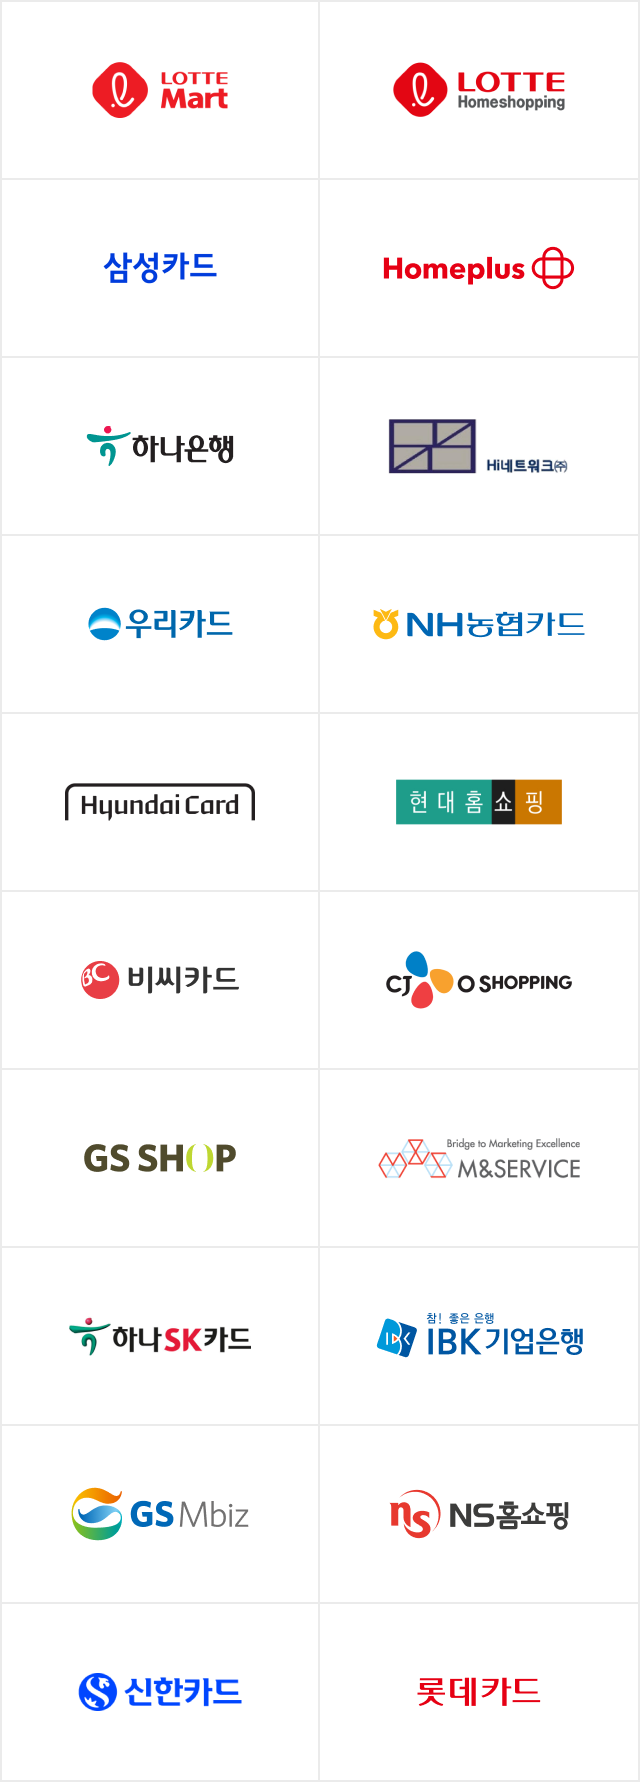 LOTTE
Mart
LOTTE
Homeshopping
삼성카드
Homeplus
하나은행
Hi네트워크㈜
우리카드
NH농협카드
Hyundai Card
현대홈쇼핑
BC 비씨카드
CJ O SHOPPING
GS SHOP
Bridge to Marketing Excellence
M&SERVICE
하나SK카드
참! 좋은 은행
IBK IBK기업은행
GS Mbiz
ns NS홈쇼핑
신한카드
롯데카드